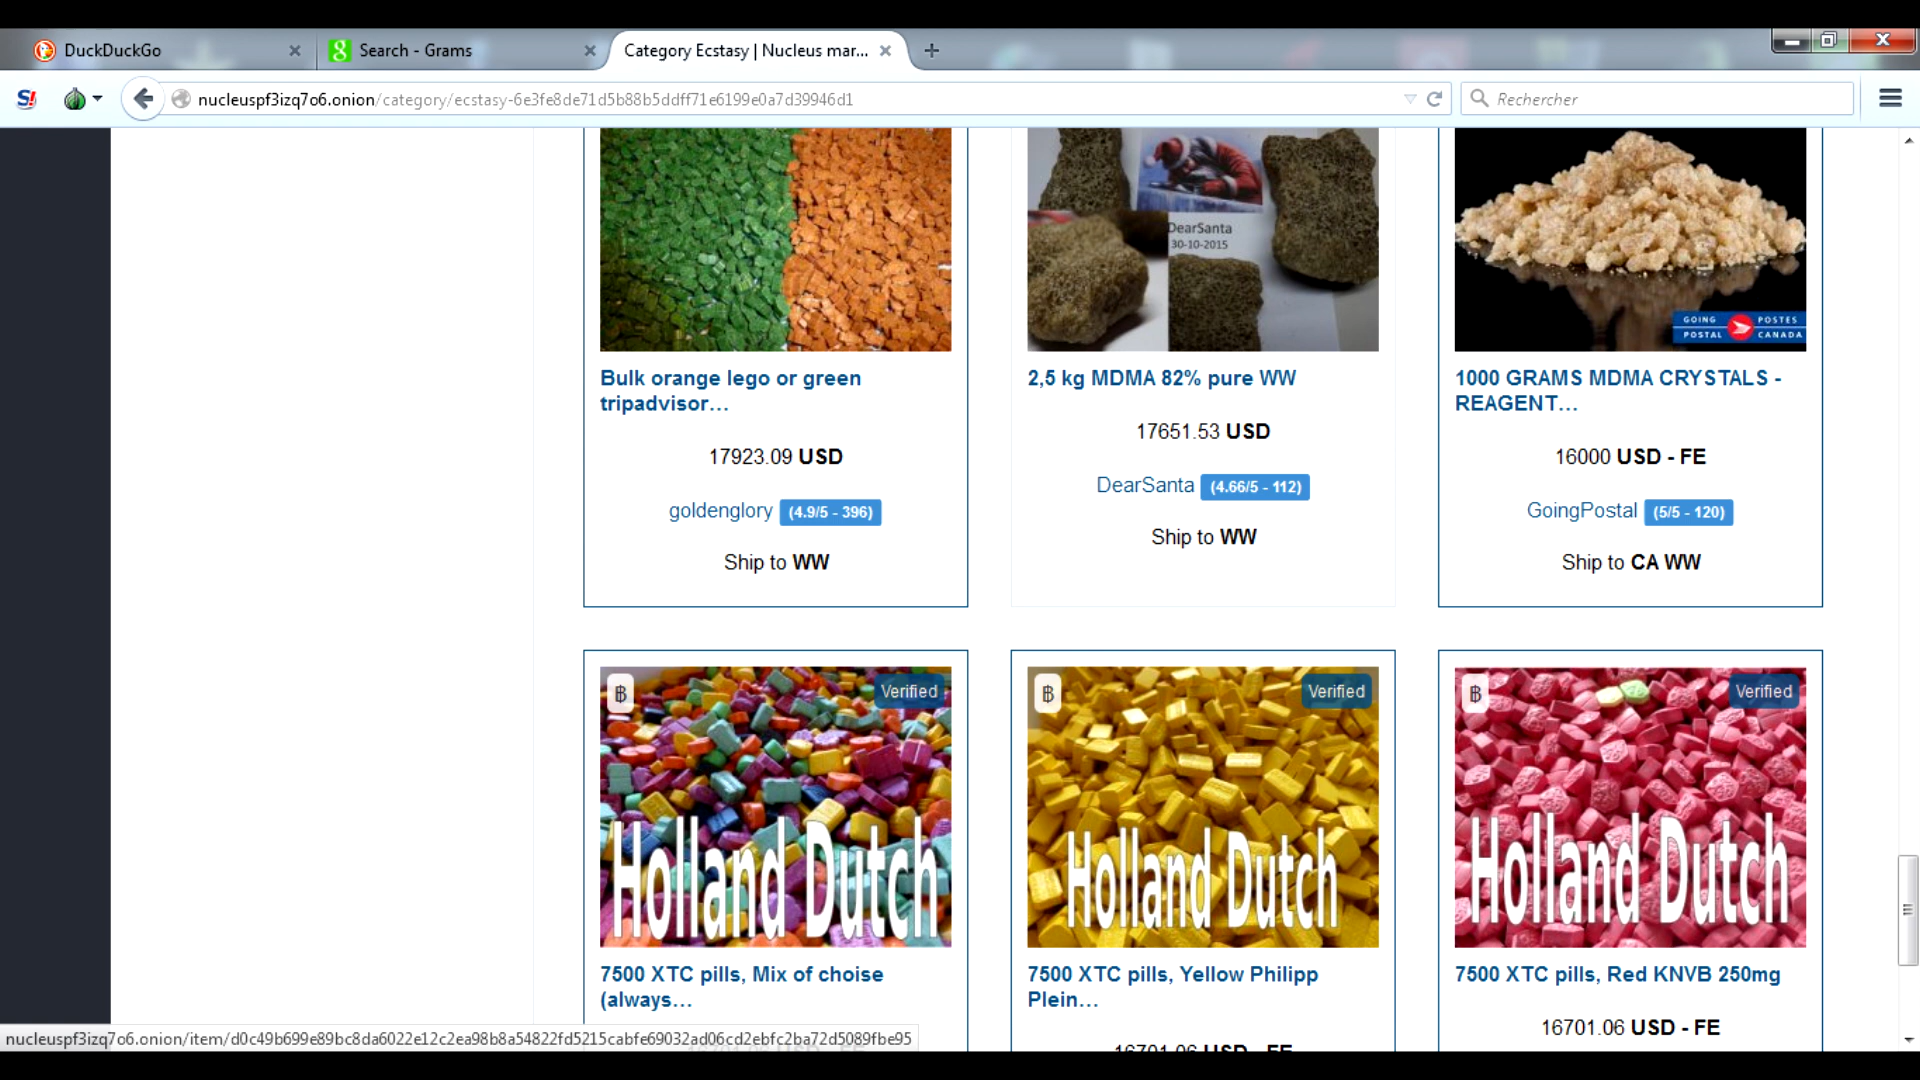 DuckDuckGo
Search - Grams
Category Ecstasy | Nucleus mar...
nucleuspf3izq7o6.onion/category/ecstasy-6e3fe8de71d5b88b5ddff71e6199e0a7d39946d1
Rechercher
DearSanta
30-10-2015
GOING POSTES
POSTAL CANADA
Bulk orange lego or green
tripadvisor...
17923.09 USD
goldenglory (4.9/5 - 396)
Ship to WW
2,5 kg MDMA 82% pure WW
17651.53 USD
DearSanta (4.66/5 - 112)
Ship to WW
1000 GRAMS MDMA CRYSTALS -
REAGENT...
16000 USD - FE
GoingPostal (5/5 - 120)
Ship to CA WW
Verified
Holland Dutch
7500 XTC pills, Mix of choise
(always...
Verified
Holland Dutch
7500 XTC pills, Yellow Philipp
Plein...
16701.06 USD - FE
Verified
Holland Dutch
7500 XTC pills, Red KNVB 250mg
16701.06 USD - FE
nucleuspf3izq7o6.onion/item/d0c49b699e89bc8da6022e12c2ea98b8a54822fd5215cabfe69032ad06cd2ebfc2ba72d5089fbe95